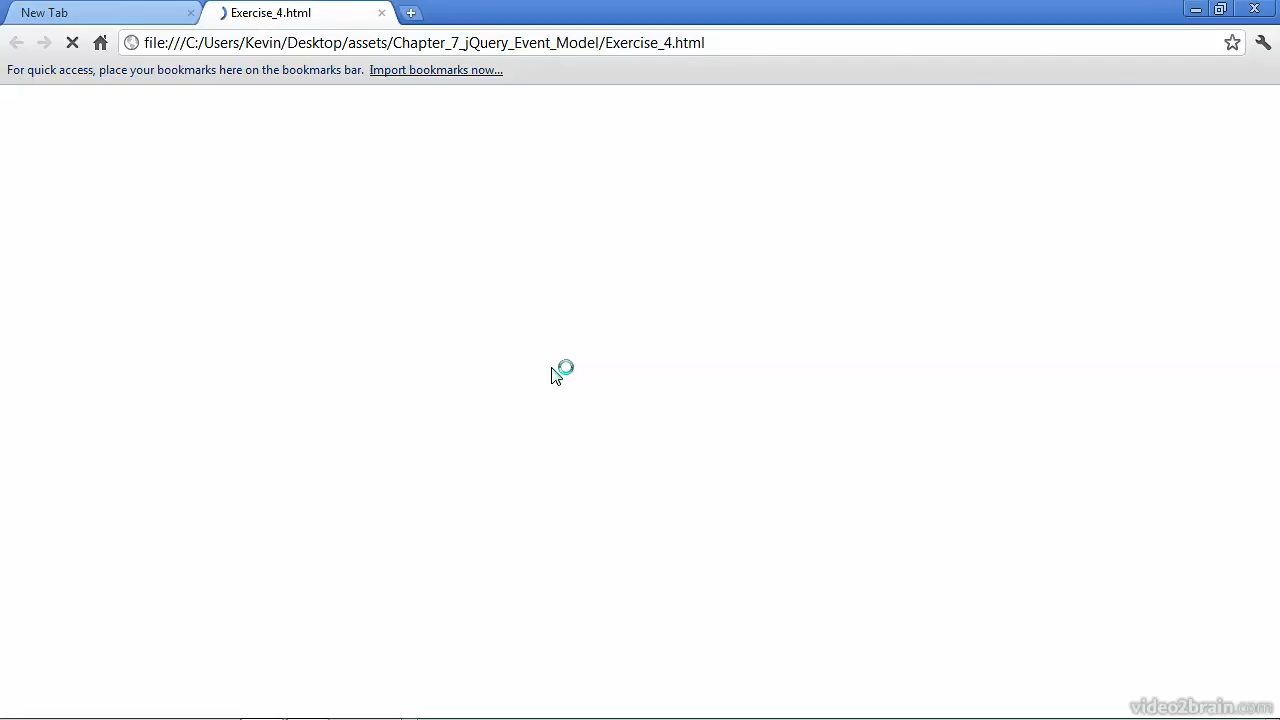 New Tab
Exercise_4.html
file:///C:/Users/Kevin/Desktop/assets/Chapter_7_jQuery_Event_Model/Exercise_4.html
For quick access, place your bookmarks here on the bookmarks bar. Import bookmarks now...
video2brain.com